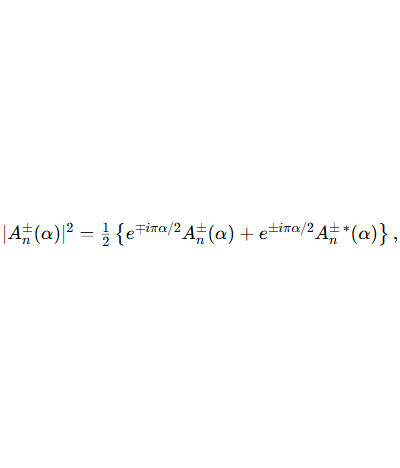 |A_n^±(α)|² = ½ { e^{∓iπα/2} A_n^±(α) + e^{±iπα/2} A_n^{± *}(α) } ,